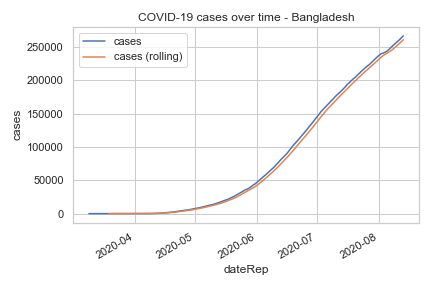 COVID-19 cases over time - Bangladesh
cases
cases (rolling)
250000
200000
150000
100000
50000
0
cases
2020-04
2020-05
2020-06
2020-07
2020-08
dateRep